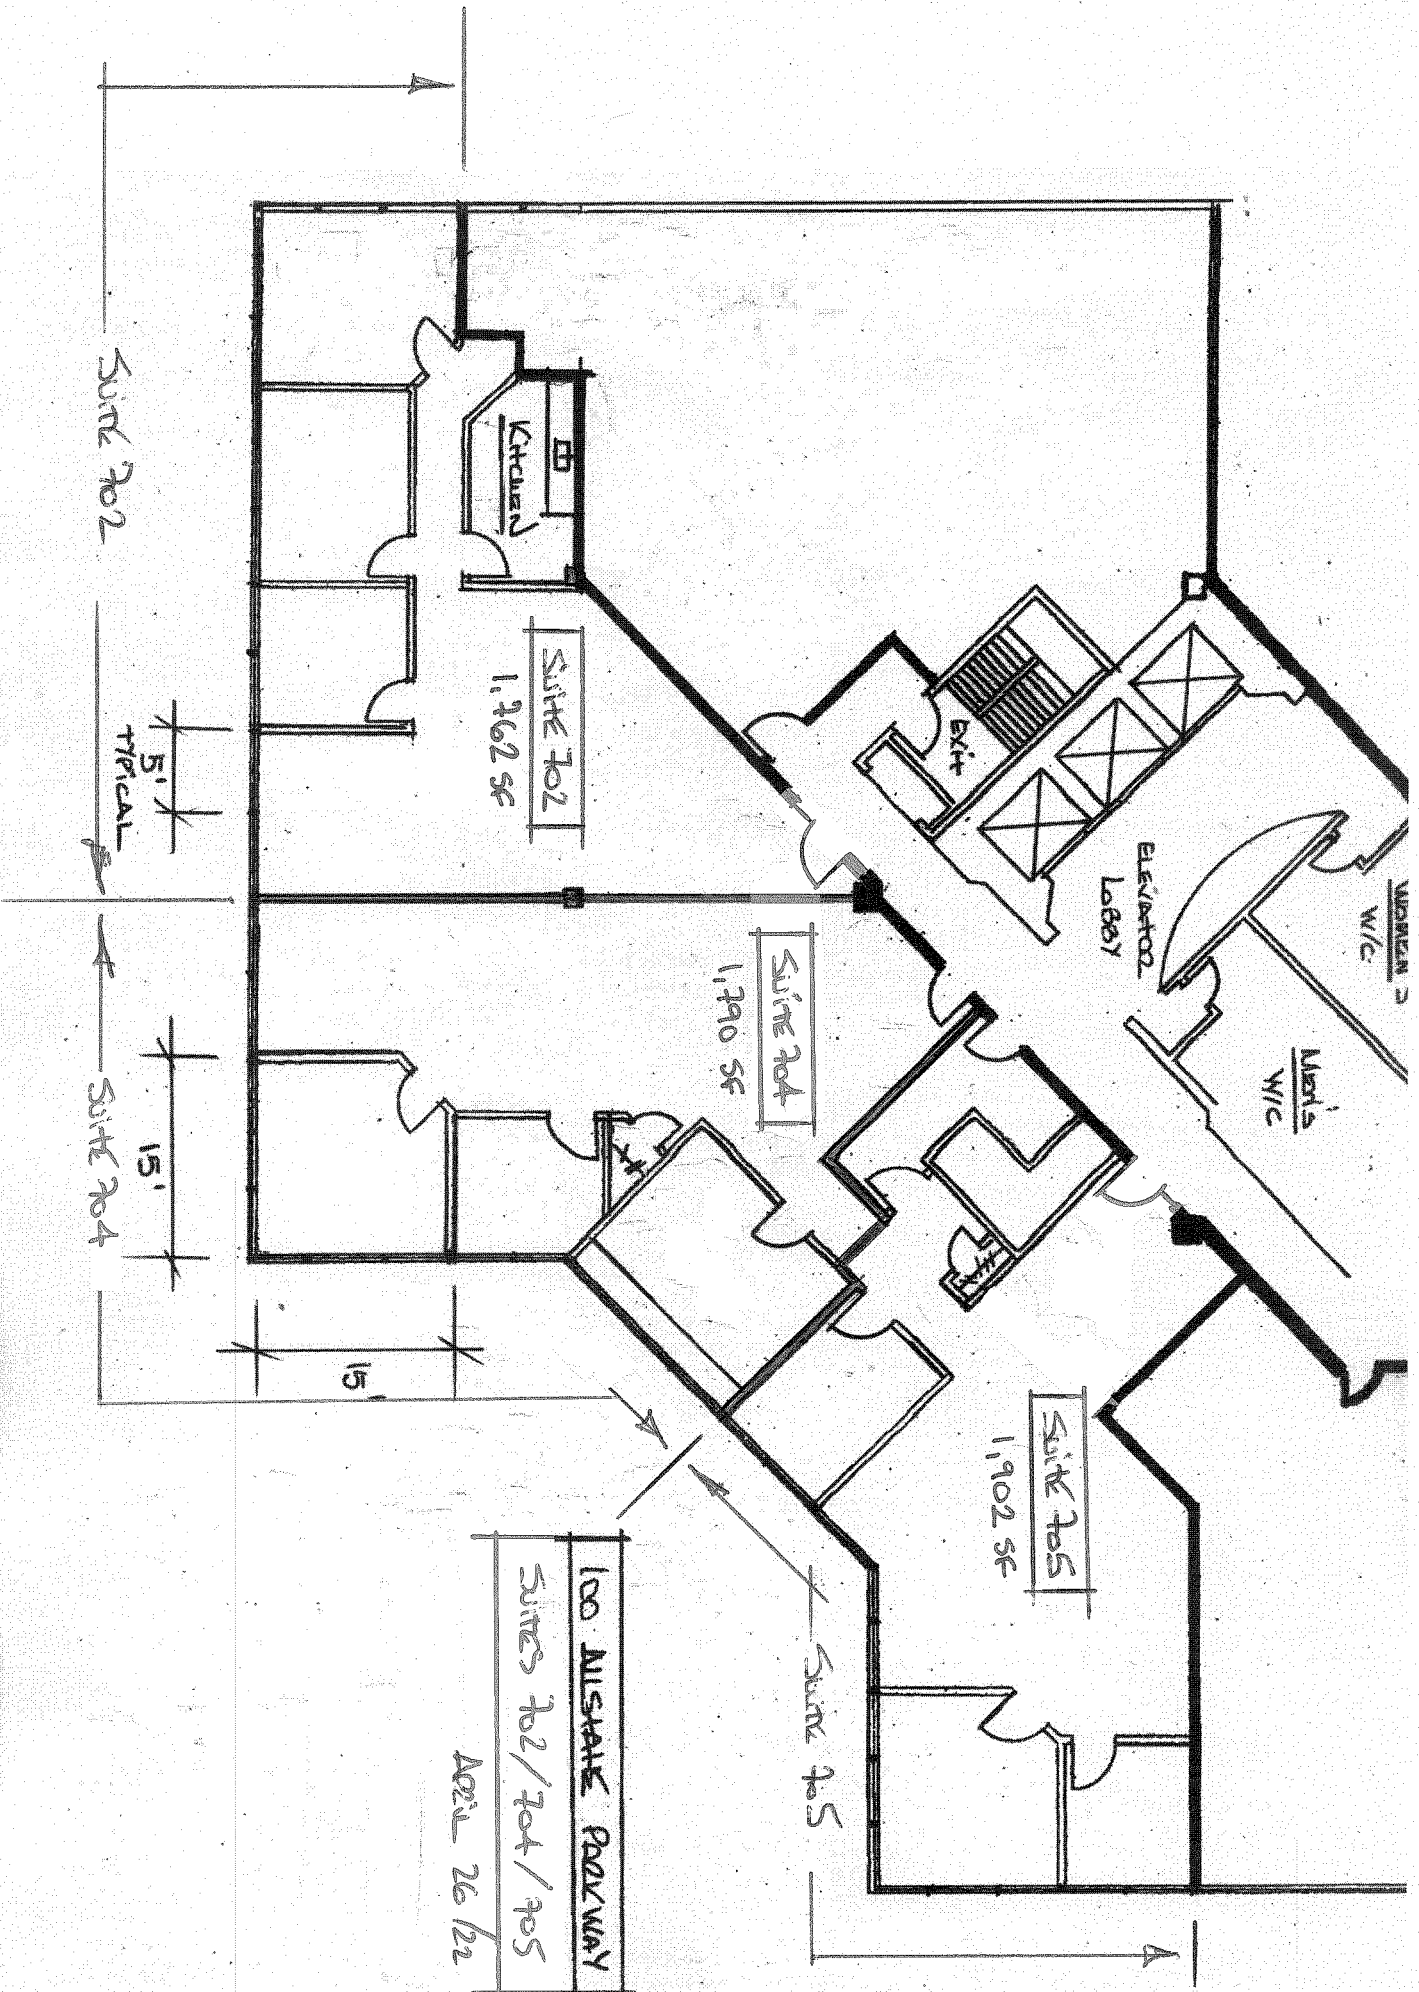 SUITE 702
KITCHEN
SUITE 702
1,762 SF
5'
TYPICAL
EXIT
ELEVATOR
LOBBY
WOMEN'S
W/C
MEN'S
W/C
SUITE 704
1,790 SF
15'
SUITE 704
15'
SUITE 705
1,902 SF
SUITE 705
100 NISHALE PARKWAY
SUITES 702/704/705
APRIL 26/22